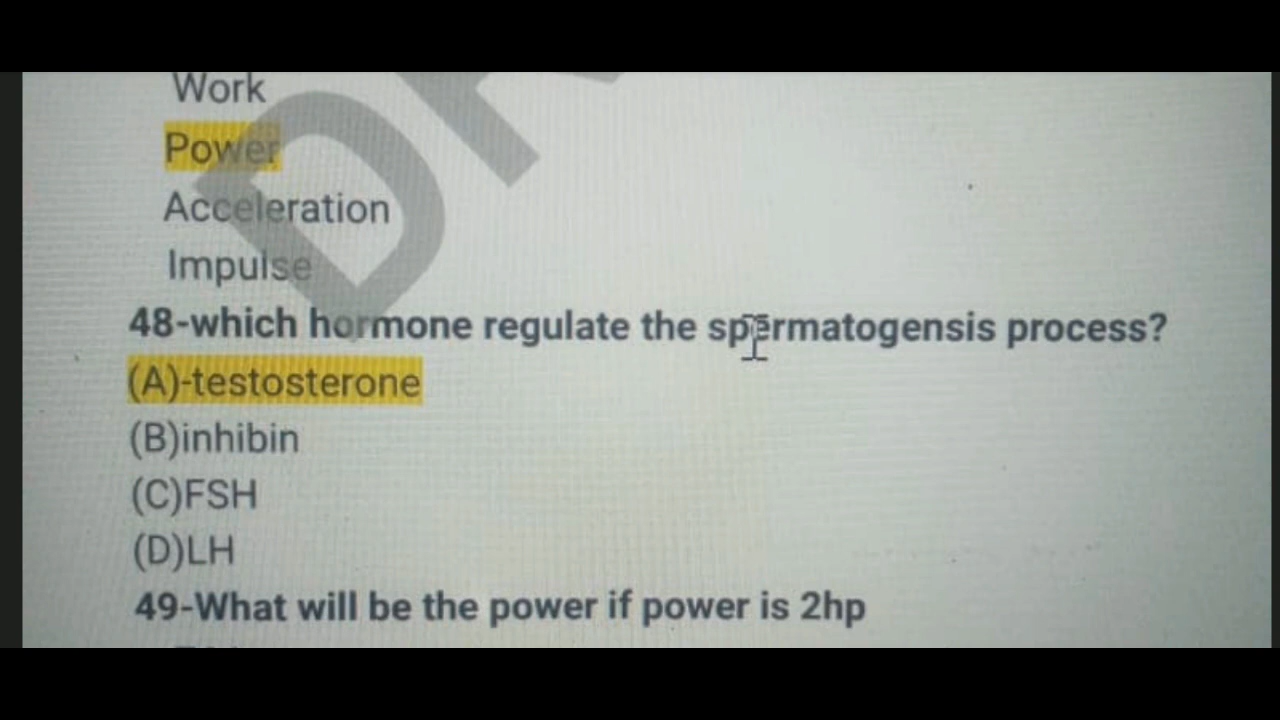 Work
Power
Acceleration
Impulse
48-which hormone regulate the spermatogensis process?
(A)-testosterone
(B)inhibin
(C)FSH
(D)LH
49-What will be the power if power is 2hp